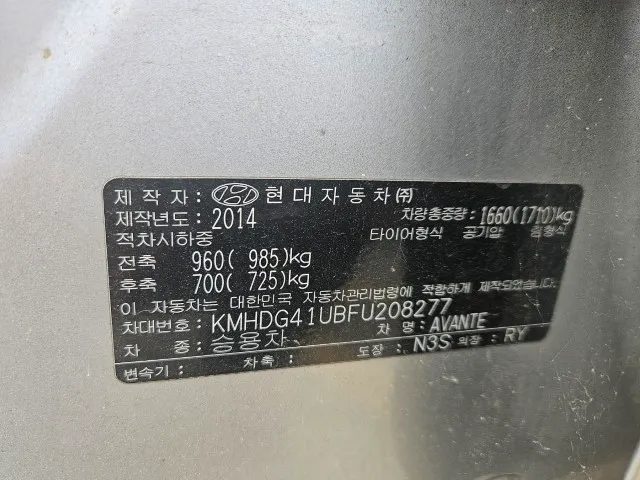 제 작 자 : HYUNDAI 현대자동차㈜
제작년도 : 2014 차량총중량 : 1660(1710)kg
적차시하중 타이어형식 공기압 림형식
전축 960( 985)kg
후축 700( 725)kg
이 자동차는 대한민국 자동차관리법령에 적합하게 제작되었음.
차대번호 : KMHDG41UBFU208277
차 종 : 승용차 차 명 : AVANTE
변속기 : 차축 : 도장 : N3S 의장 : RY